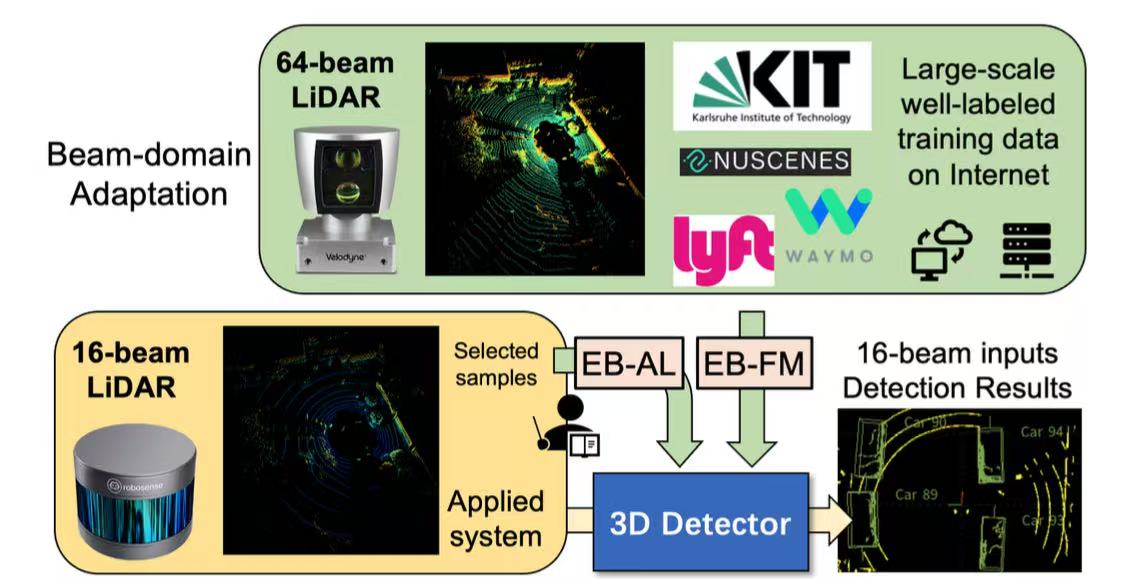 Beam-domain
Adaptation
64-beam
LiDAR
Velodyne
KIT
Karlsruhe Institute of Technology
NUSCENES
lyft
WAYMO
Large-scale
well-labeled
training data
on Internet
16-beam
LiDAR
robosense
Selected
samples
EB-AL
EB-FM
Applied
system
3D Detector
16-beam inputs
Detection Results
Car 90
Car 94
Car 89
Car 93